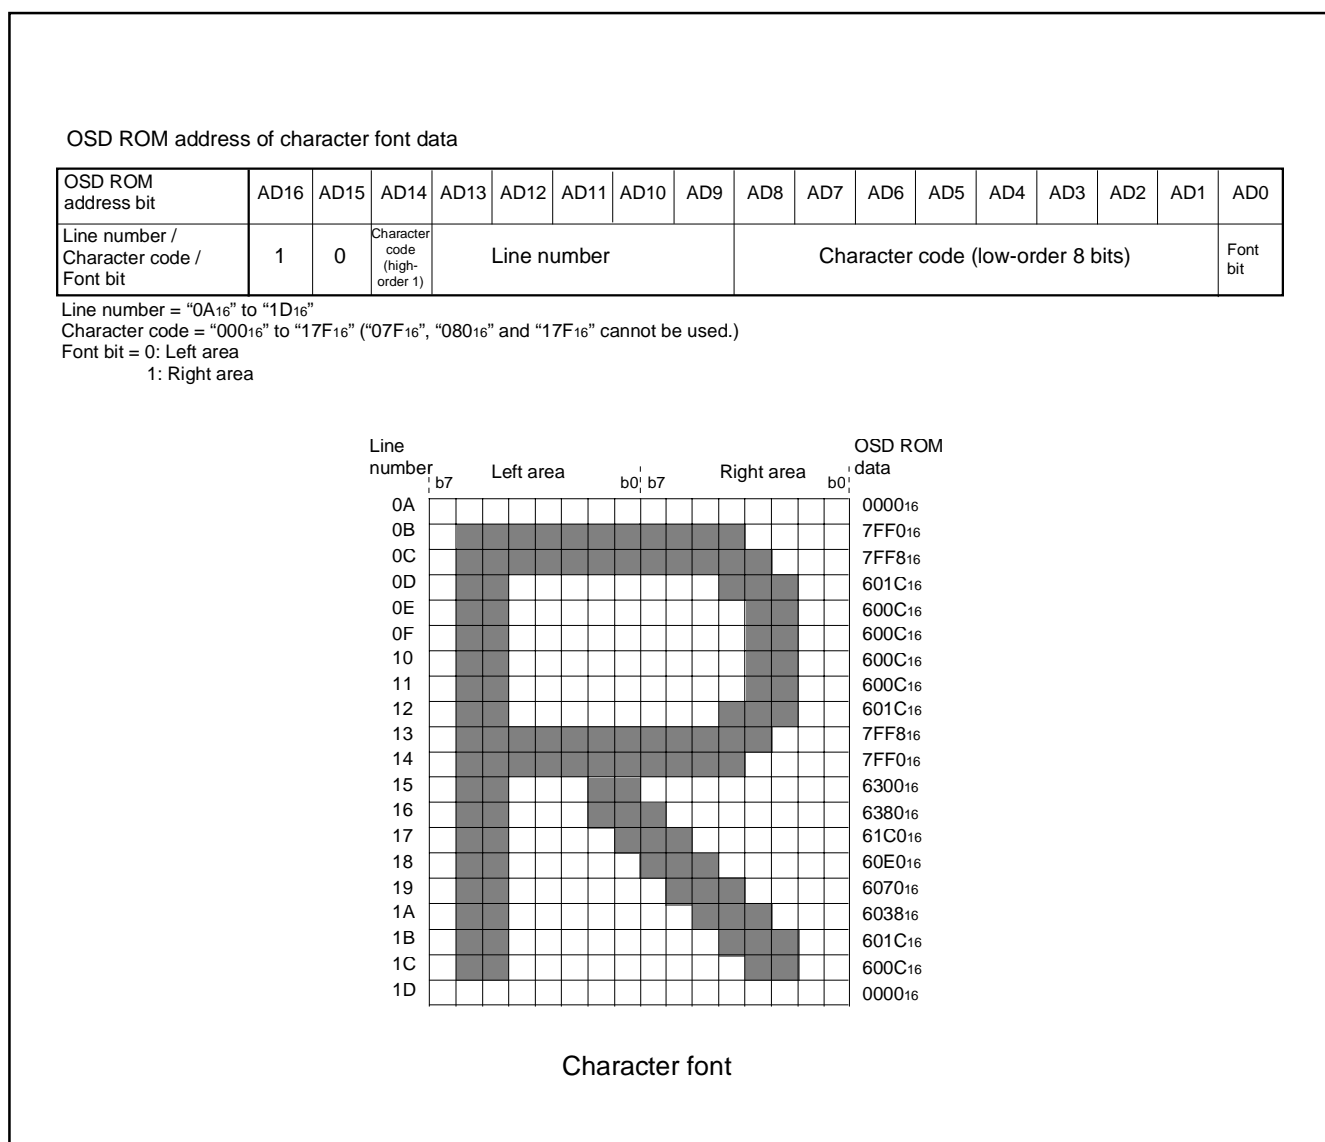 OSD ROM address of character font data
OSD ROM address bit AD16 AD15 AD14 AD13 AD12 AD11 AD10 AD9 AD8 AD7 AD6 AD5 AD4 AD3 AD2 AD1 AD0
Line number / Character code / Font bit 1 0 Character code (high-order 1) Line number Character code (low-order 8 bits) Font bit
Line number = “0A16” to “1D16”
Character code = “00016” to “17F16” (“07F16”, “08016” and “17F16” cannot be used.)
Font bit = 0: Left area
1: Right area
Line number Left area Right area OSD ROM data
b7 b0 b7 b0
0A 000016
0B 7FF016
0C 7FF816
0D 601C16
0E 600C16
0F 600C16
10 600C16
11 600C16
12 601C16
13 7FF816
14 7FF016
15 630016
16 638016
17 61C016
18 60E016
19 607016
1A 603816
1B 601C16
1C 600C16
1D 000016
Character font